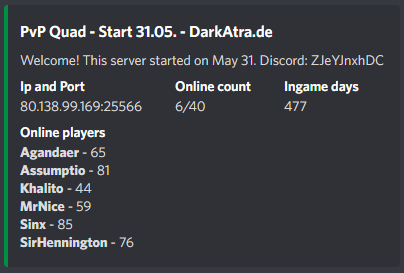 PvP Quad - Start 31.05. - DarkAtra.de
Welcome! This server started on May 31. Discord: ZJeYJnxhDC
Ip and Port Online count Ingame days
80.138.99.169:25566 6/40 477
Online players
Agandaer - 65
Assumptio - 81
Khalito - 44
MrNice - 59
Sinx - 85
SirHennington - 76